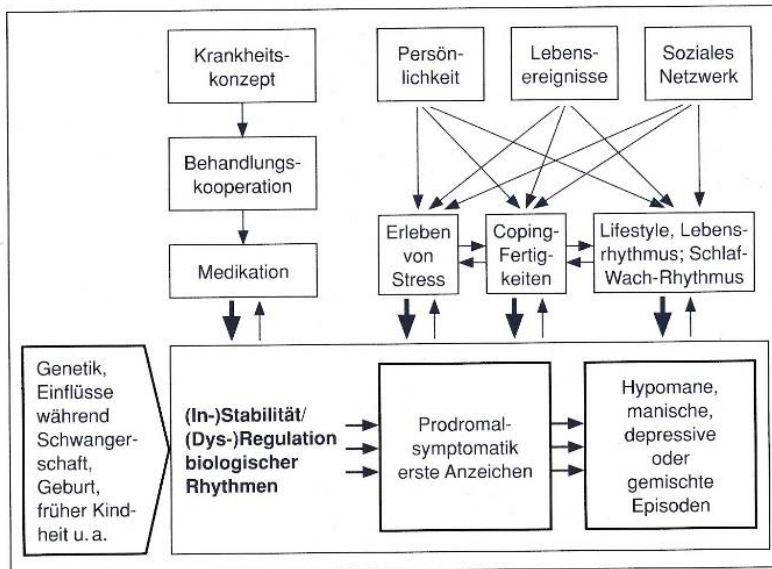 Krankheits-
konzept
Persön-
lichkeit
Lebens-
ereignisse
Soziales
Netzwerk
Behandlungs-
kooperation
Medikation
Erleben
von
Stress
Coping-
Fertig-
keiten
Lifestyle, Lebens-
rhythmus; Schlaf-
Wach-Rhythmus
Genetik,
Einflüsse
während
Schwanger-
schaft,
Geburt,
früher Kind-
heit u. a.
(In-)Stabilität/
(Dys-)Regulation
biologischer
Rhythmen
Prodromal-
symptomatik
erste Anzeichen
Hypomane,
manische,
depressive
oder
gemischte
Episoden